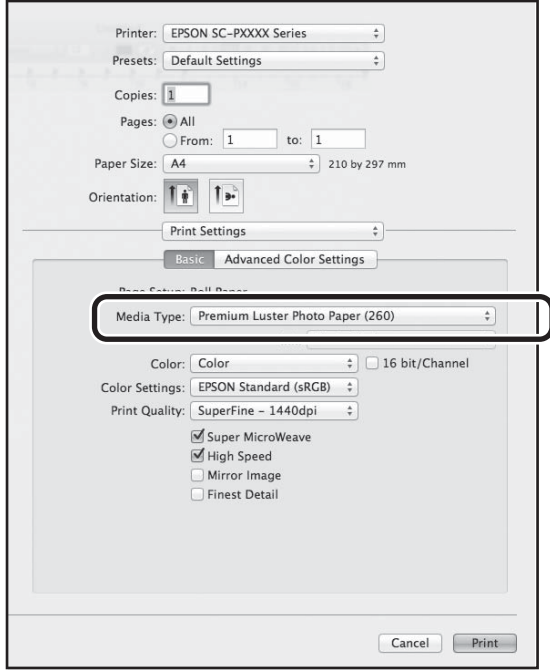 Printer: EPSON SC-PXXXX Series
Presets: Default Settings
Copies: 1
Pages: All
From: 1 to: 1
Paper Size: A4 210 by 297 mm
Orientation:
Print Settings
Basic Advanced Color Settings
Page Setup: Roll Paper
Media Type: Premium Luster Photo Paper (260)
Color: Color 16 bit/Channel
Color Settings: EPSON Standard (sRGB)
Print Quality: SuperFine – 1440dpi
Super MicroWeave
High Speed
Mirror Image
Finest Detail
Cancel Print